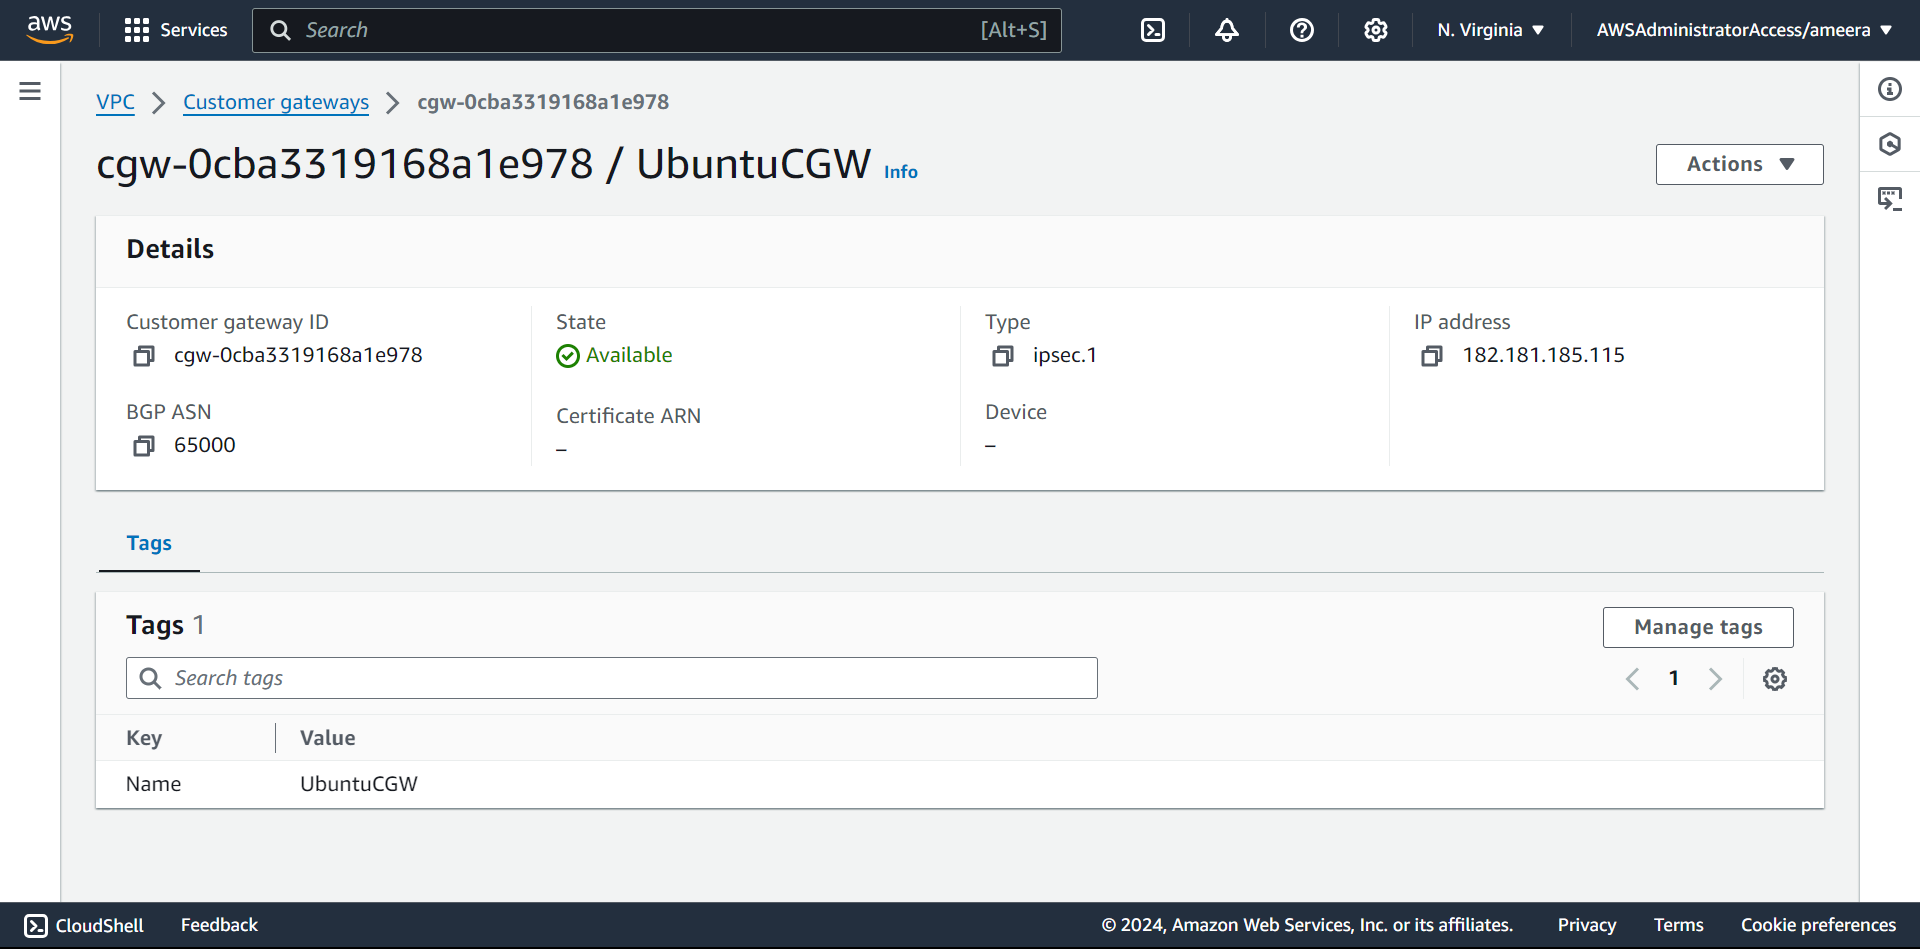 aws Services Search [Alt+S] N. Virginia AWSAdministratorAccess/ameera
VPC Customer gateways cgw-0cba3319168a1e978
cgw-0cba3319168a1e978 / UbuntuCGW Info
Actions
Details
Customer gateway ID
cgw-0cba3319168a1e978
State
Available
Type
ipsec.1
IP address
182.181.185.115
BGP ASN
65000
Certificate ARN
–
Device
–
Tags
Tags 1
Manage tags
Search tags
1
Key Value
Name UbuntuCGW
CloudShell Feedback © 2024, Amazon Web Services, Inc. or its affiliates. Privacy Terms Cookie preferences